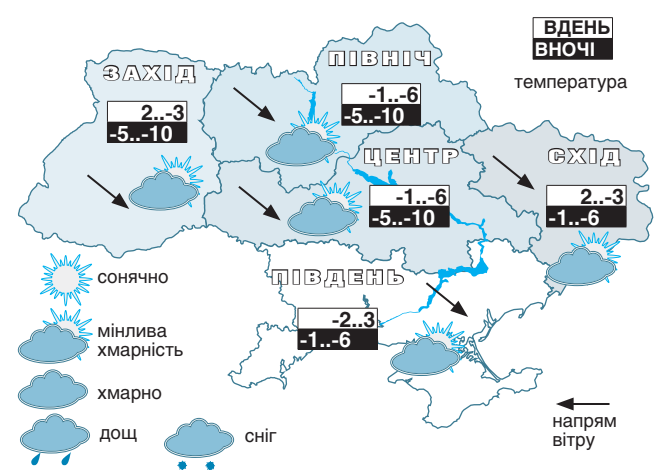 ВДЕНЬ
ВНОЧІ
температура
ПІВНІЧ
-1..-6
-5..-10
ЗАХІД
2..-3
-5..-10
ЦЕНТР
-1..-6
-5..-10
СХІД
2..-3
-1..-6
ПІВДЕНЬ
-2..3
-1..-6
сонячно
мінлива
хмарність
хмарно
дощ
сніг
напрям
вітру